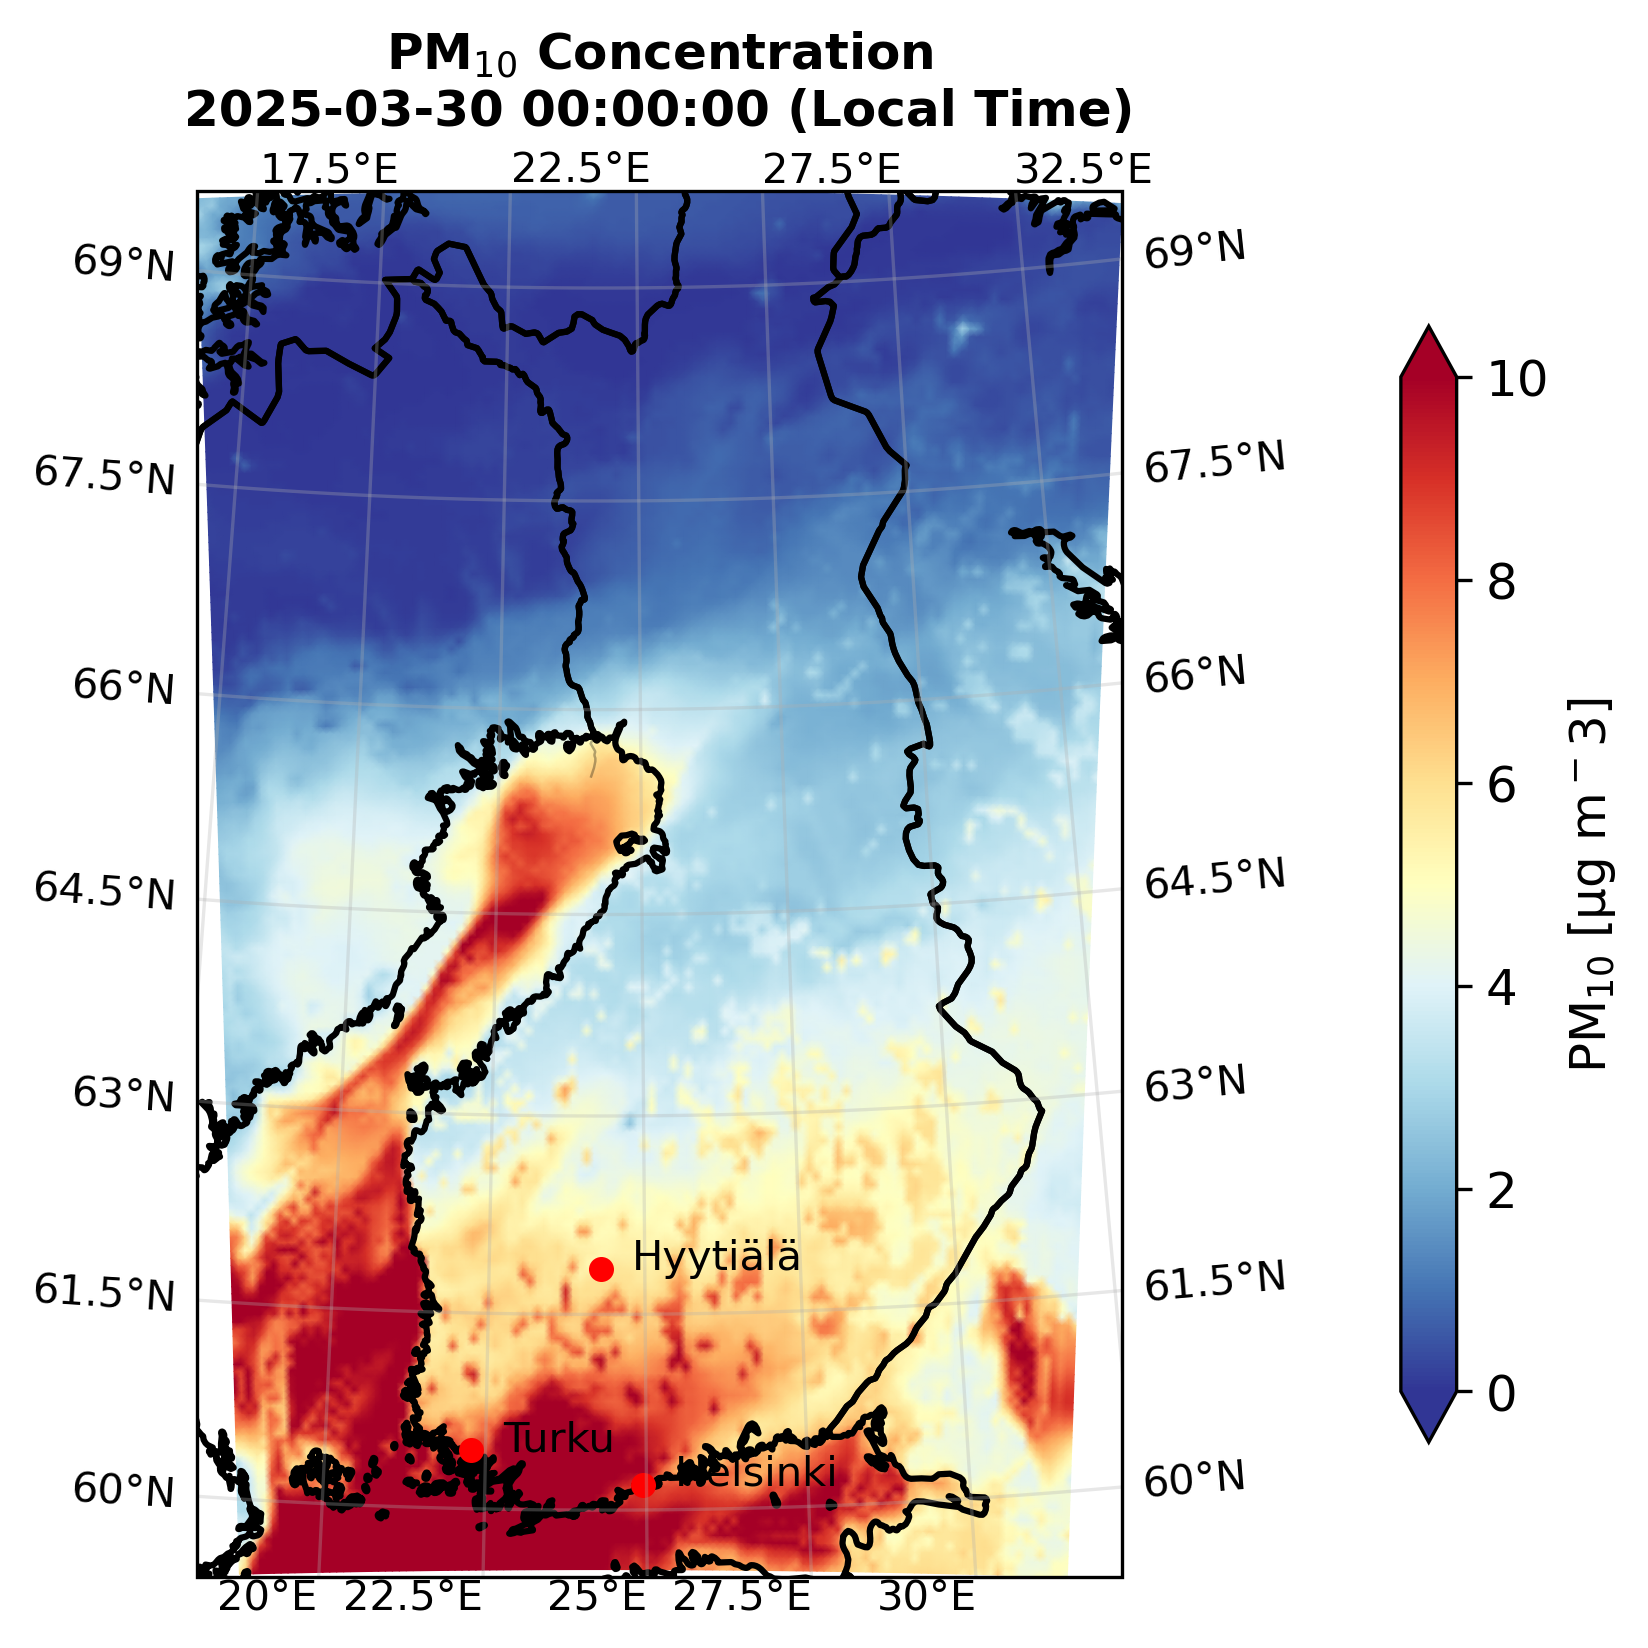 PM₁₀ Concentration
2025-03-30 00:00:00 (Local Time)
17.5°E 22.5°E 27.5°E 32.5°E
69°N 69°N
67.5°N 67.5°N
66°N 66°N
64.5°N 64.5°N
63°N 63°N
61.5°N 61.5°N
60°N 60°N
Hyytiälä
Turku
Helsinki
20°E 22.5°E 25°E 27.5°E 30°E
10
8
6
4
2
0
PM₁₀ [µg m⁻ 3]